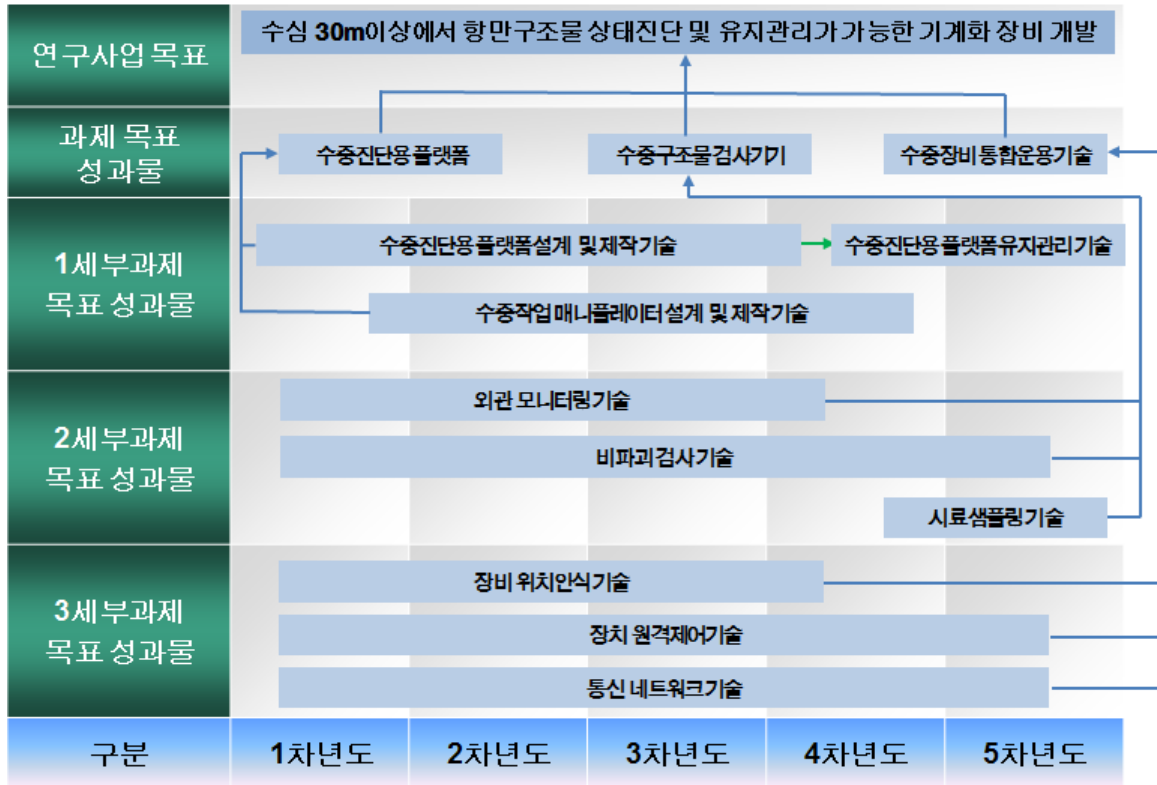 연구사업 목표
수심 30m이상에서 항만구조물 상태진단 및 유지관리가 가능한 기계화 장비 개발
과제 목표
성과물
수중진단용 플랫폼
수중구조물 검사기기
수중장비 통합운용기술
1세부과제
목표 성과물
수중진단용 플랫폼 설계 및 제작 기술
수중진단용 플랫폼 유지관리 기술
수중작업 매니플레이터 설계 및 제작 기술
2세부과제
목표 성과물
외관 모니터링 기술
비파괴 검사 기술
시료 샘플링 기술
3세부과제
목표 성과물
장비 위치인식 기술
장치 원격제어 기술
통신 네트워크 기술
구분
1차년도
2차년도
3차년도
4차년도
5차년도